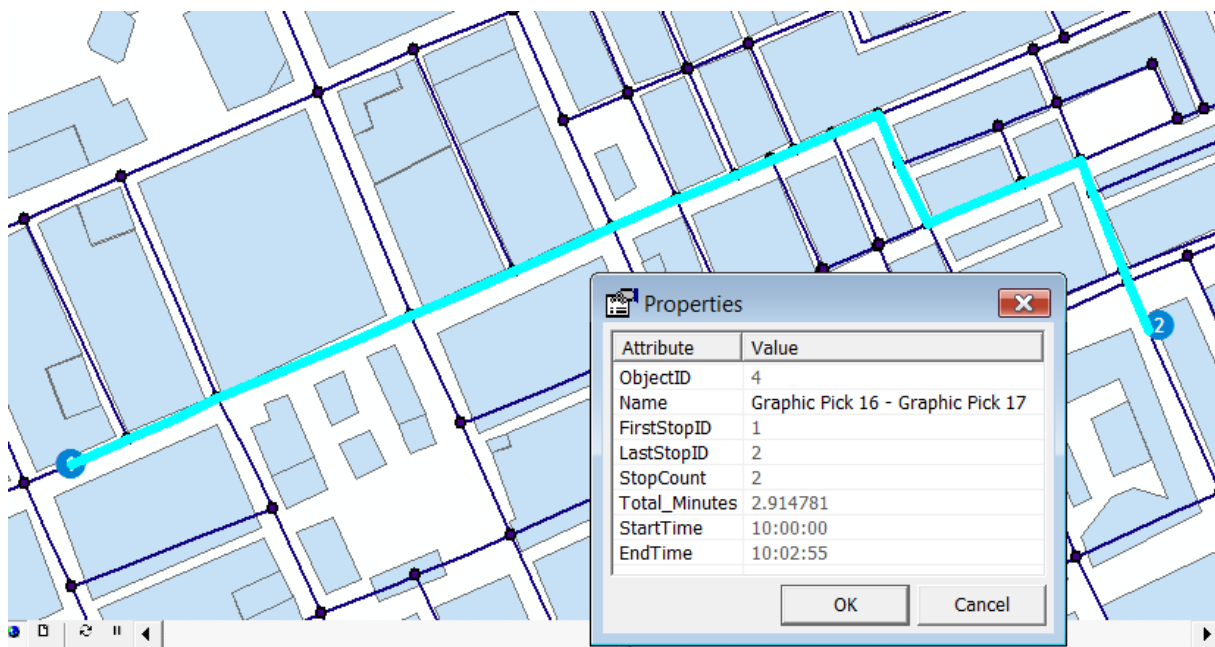 Properties
Attribute Value
ObjectID 4
Name Graphic Pick 16 - Graphic Pick 17
FirstStopID 1
LastStopID 2
StopCount 2
Total_Minutes 2.914781
StartTime 10:00:00
EndTime 10:02:55
OK Cancel
2